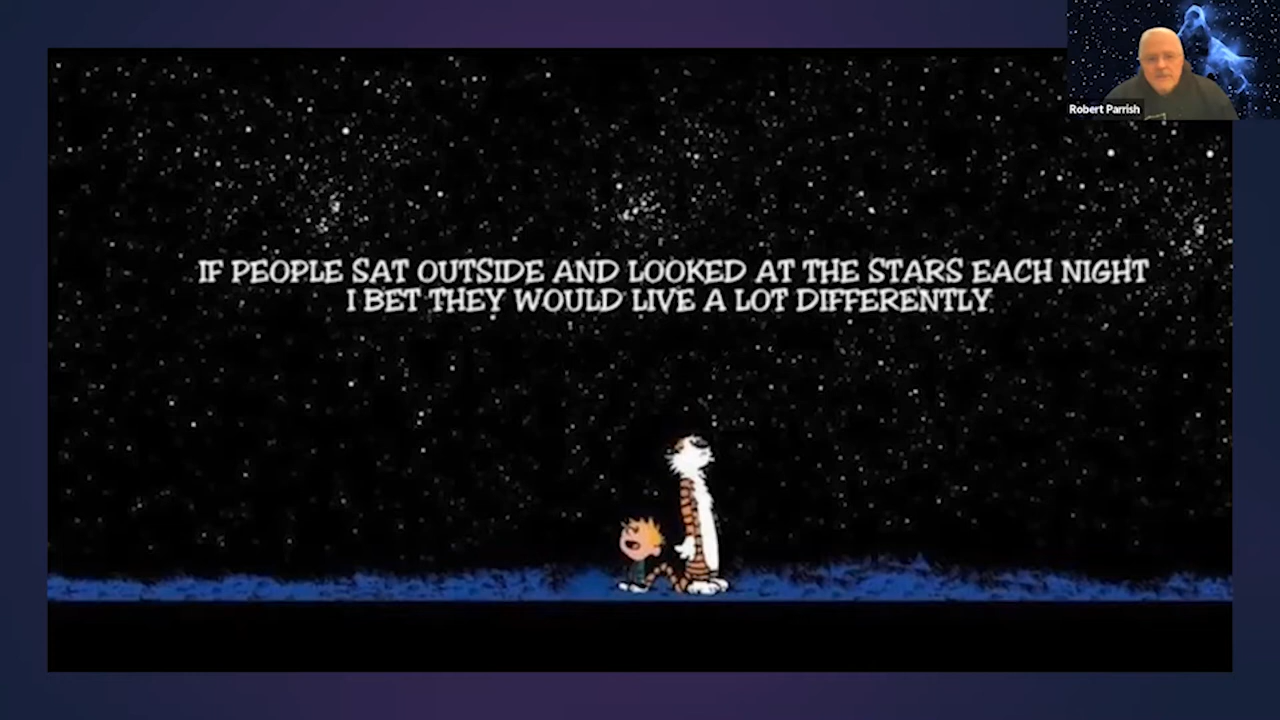 Robert Parrish
IF PEOPLE SAT OUTSIDE AND LOOKED AT THE STARS EACH NIGHT
I BET THEY WOULD LIVE A LOT DIFFERENTLY